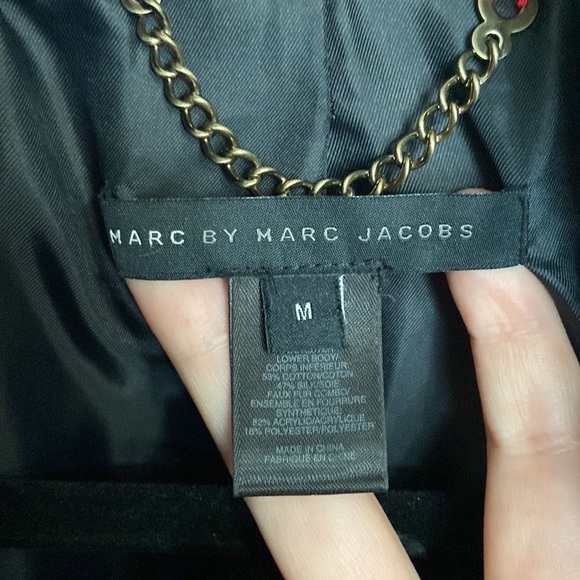 MARC BY MARC JACOBS
M
LOWER BODY/
CORPS INFÉRIEUR:
53% COTTON/COTON
47% SILK/SOIE
FAUX FUR COMBO/
ENSEMBLE EN FOURRURE
SYNTHÉTIQUE:
82% ACRYLIC/ACRYLIQUE
18% POLYESTER/POLYESTER
MADE IN CHINA
FABRIQUÉ EN CHINE